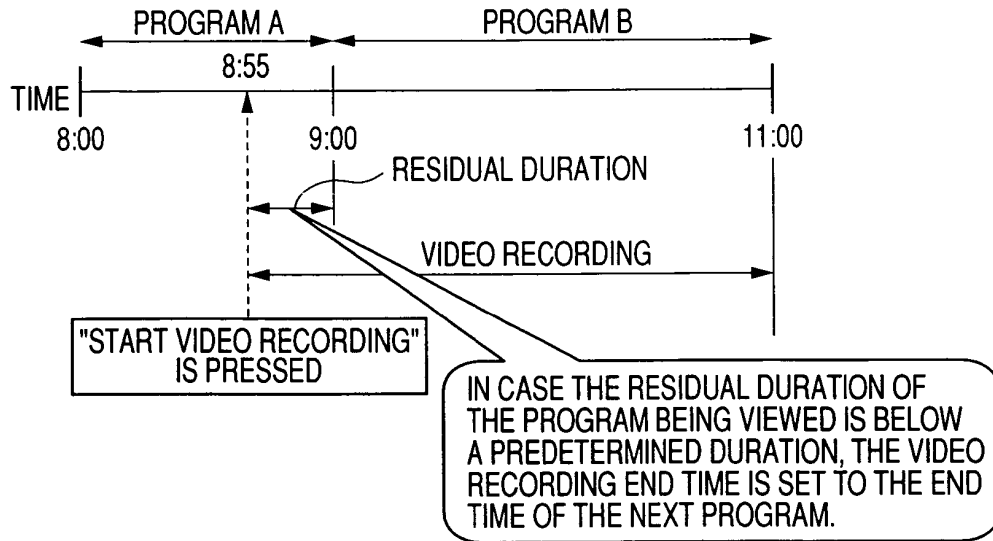 PROGRAM A
PROGRAM B
8:55
TIME
8:00
9:00
11:00
RESIDUAL DURATION
VIDEO RECORDING
"START VIDEO RECORDING"
IS PRESSED
IN CASE THE RESIDUAL DURATION OF
THE PROGRAM BEING VIEWED IS BELOW
A PREDETERMINED DURATION, THE VIDEO
RECORDING END TIME IS SET TO THE END
TIME OF THE NEXT PROGRAM.